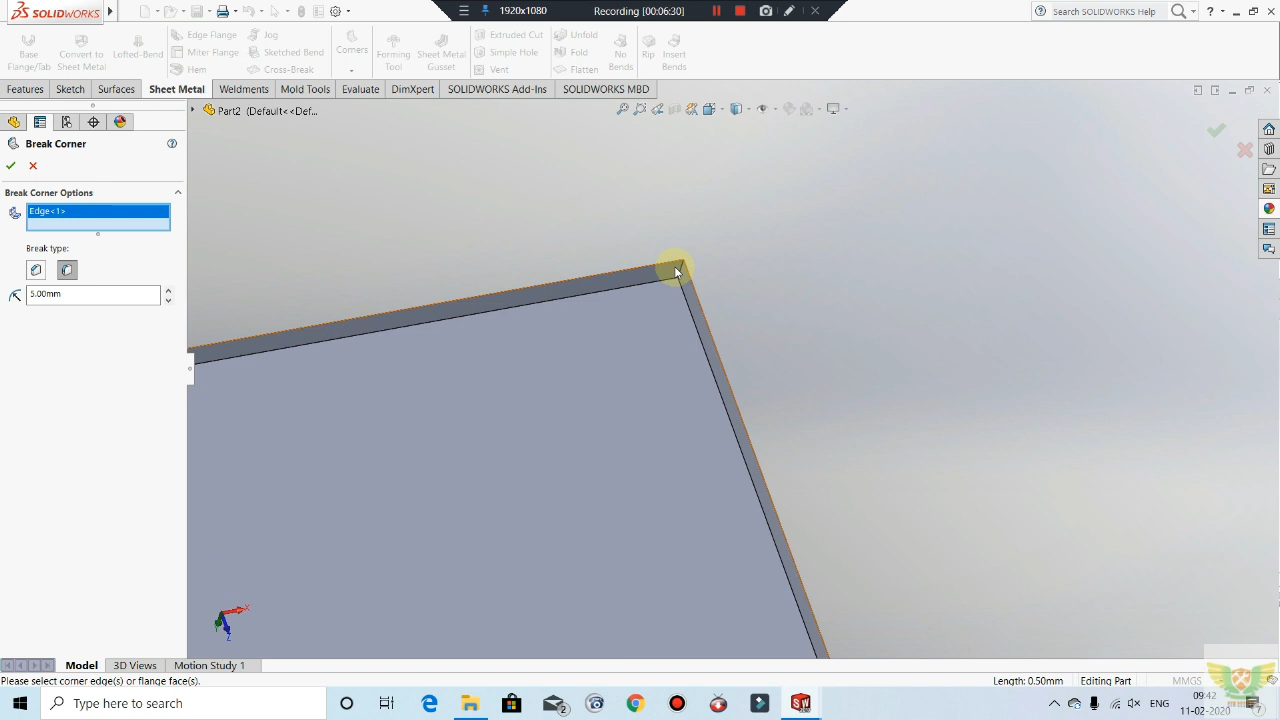 SOLIDWORKS
1920x1080
Recording [00:06:30]
Search SOLIDWORKS Help
Base Flange/Tab
Convert to Sheet Metal
Lofted-Bend
Edge Flange
Miter Flange
Hem
Jog
Sketched Bend
Cross-Break
Corners
Forming Tool
Sheet Metal Gusset
Extruded Cut
Simple Hole
Vent
Unfold
Fold
Flatten
No Bends
Rip
Insert Bends
Features
Sketch
Surfaces
Sheet Metal
Weldments
Mold Tools
Evaluate
DimXpert
SOLIDWORKS Add-Ins
SOLIDWORKS MBD
Part2 (Default<<Def...
Break Corner
Break Corner Options
Edge<1>
Break type:
5.00mm
Model
3D Views
Motion Study 1
Please select corner edge(s) or flange face(s).
Length: 0.50mm
Editing Part
MMGS
Type here to search
2
ENG
09:42
11-02-2020
7